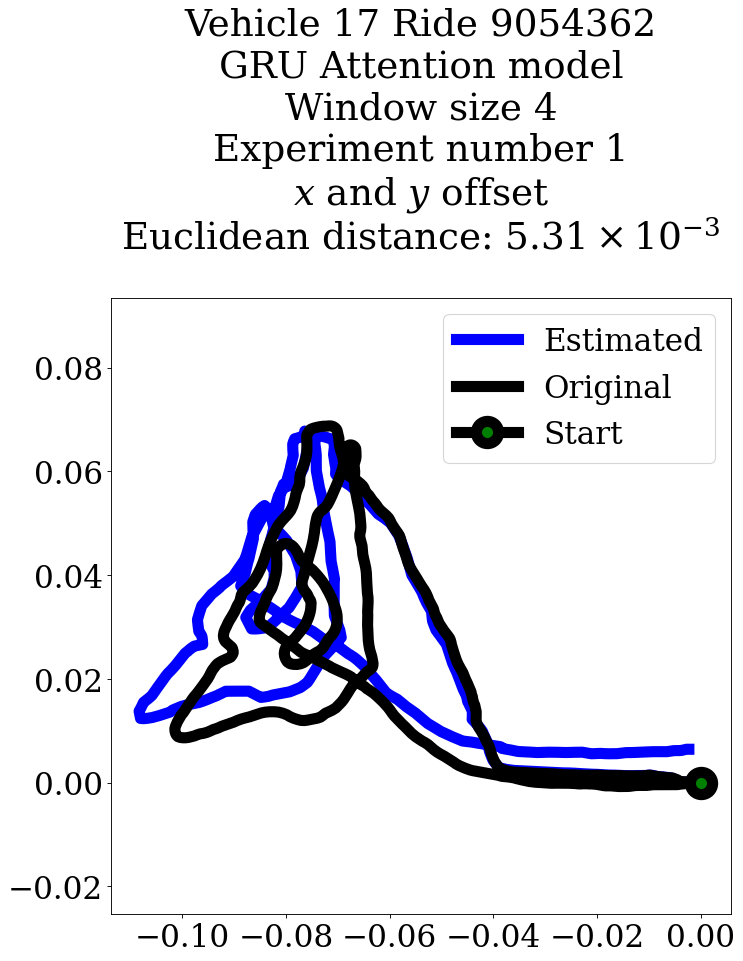 Vehicle 17 Ride 9054362
GRU Attention model
Window size 4
Experiment number 1
x and y offset
Euclidean distance: 5.31 × 10⁻³
Estimated
Original
Start
0.08
0.06
0.04
0.02
0.00
−0.02
−0.10 −0.08 −0.06 −0.04 −0.02 0.00